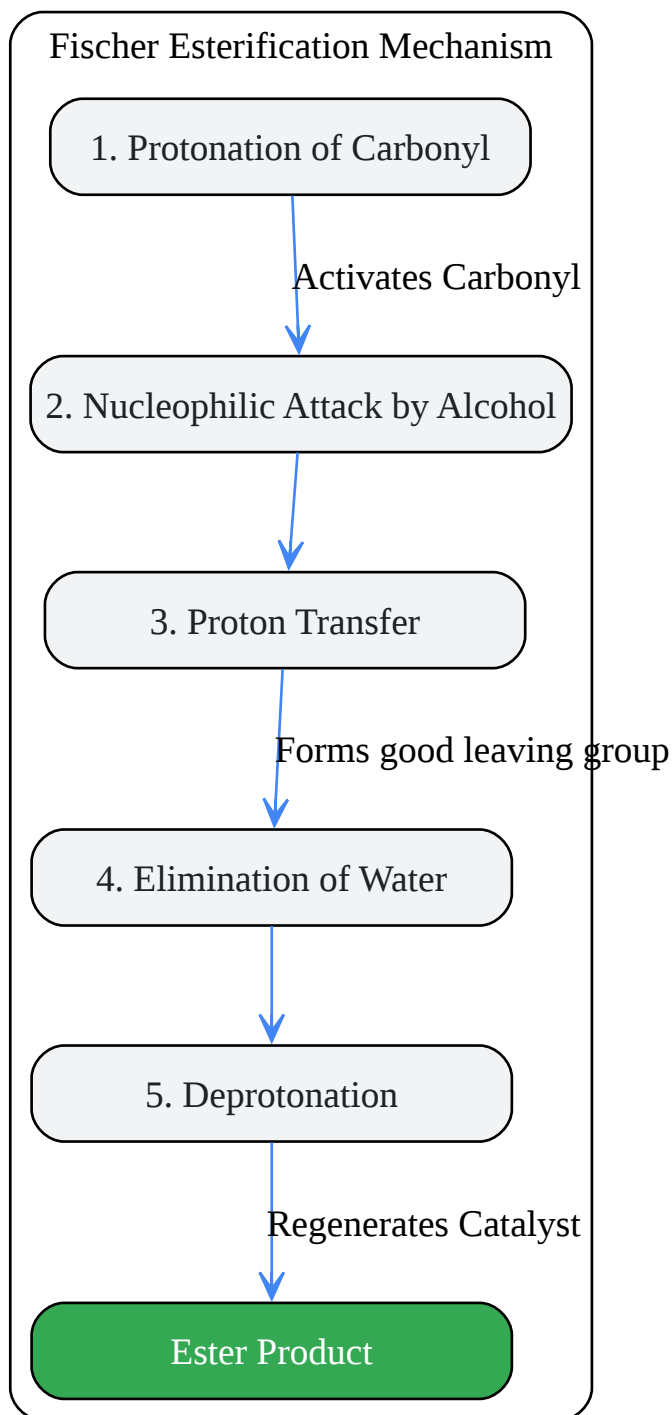 Fischer Esterification Mechanism
1. Protonation of Carbonyl
Activates Carbonyl
2. Nucleophilic Attack by Alcohol
3. Proton Transfer
Forms good leaving group
4. Elimination of Water
5. Deprotonation
Regenerates Catalyst
Ester Product